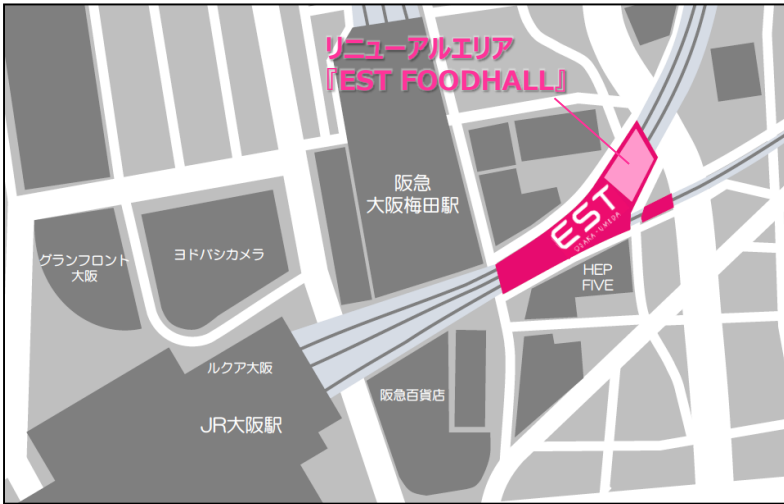 リニューアルエリア
『EST FOODHALL』
阪急
大阪梅田駅
EST
OSAKA・UMEDA
グランフロント
大阪
ヨドバシカメラ
HEP
FIVE
ルクア大阪
阪急百貨店
JR大阪駅